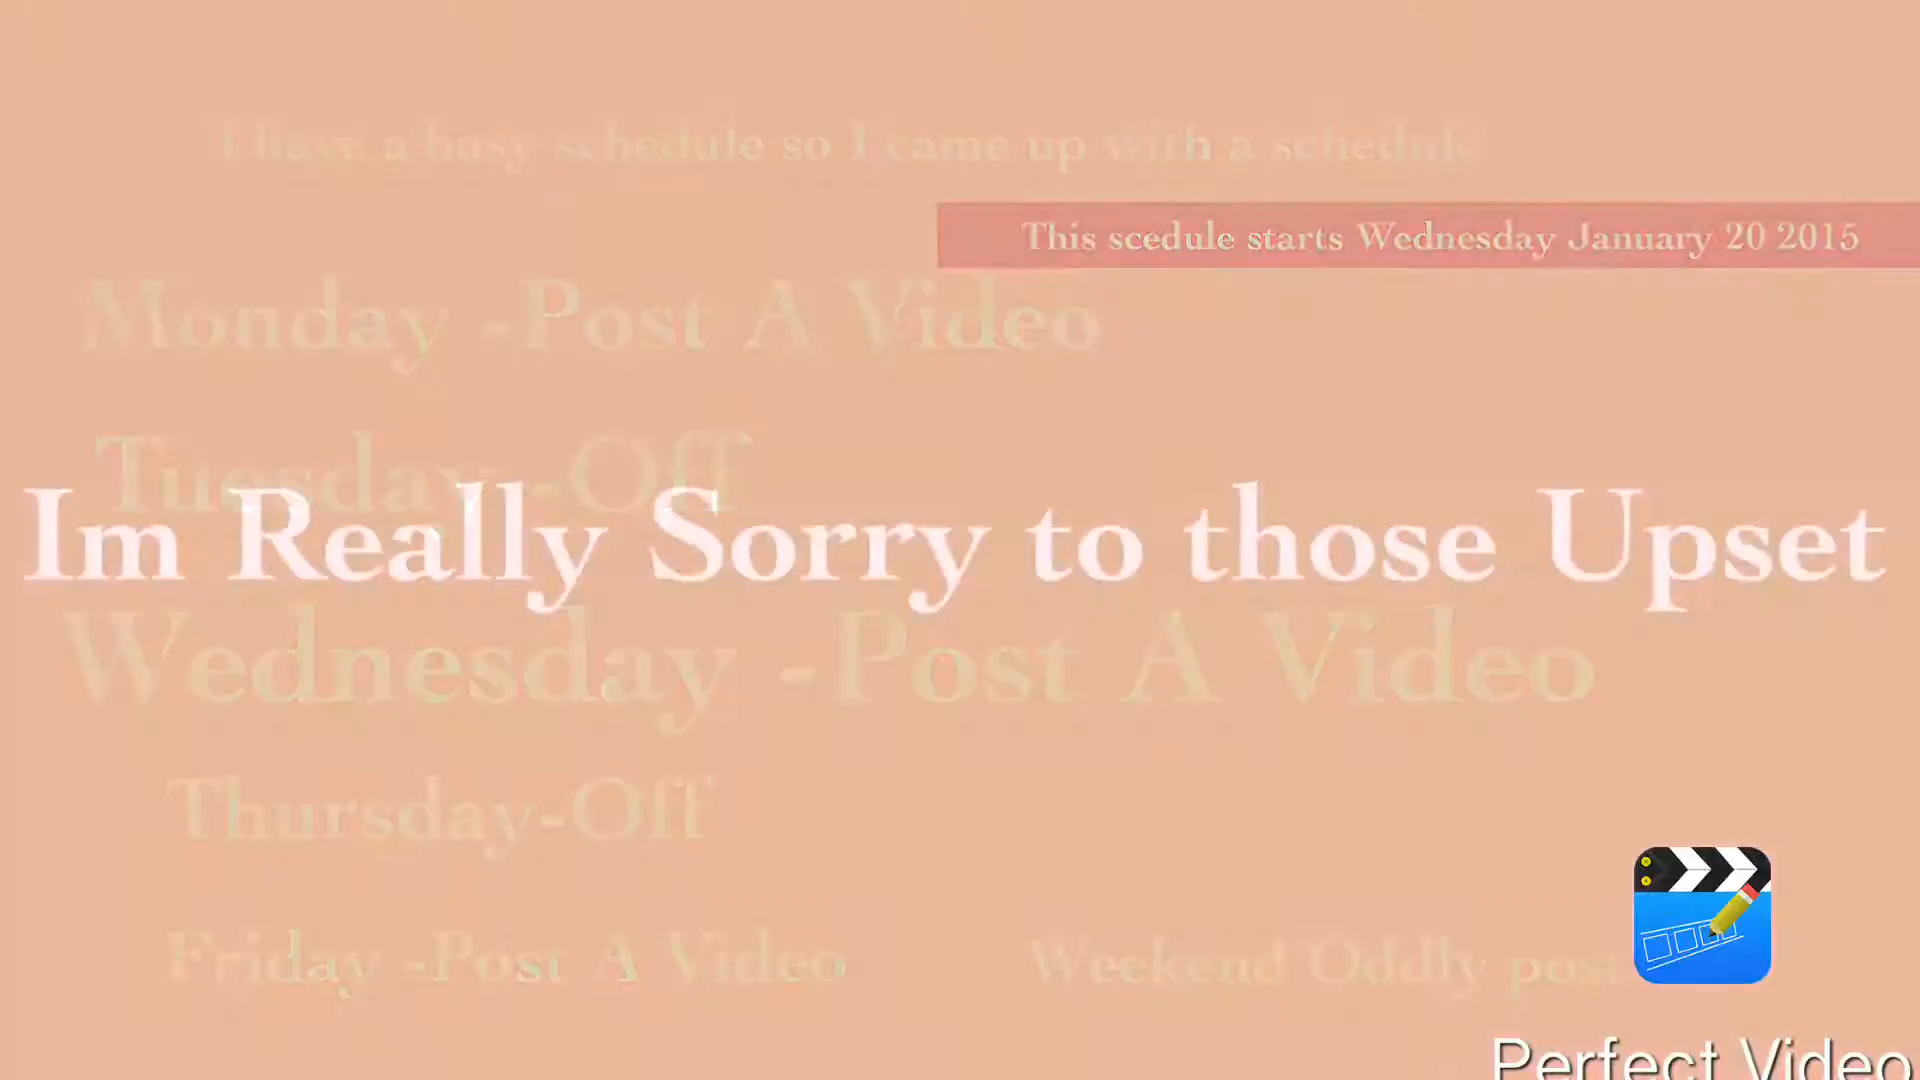 I have a busy schedule so I came up with a schedule
This scedule starts Wednesday January 20 2015
Monday -Post A Video
Tuesday -Off
Im Really Sorry to those Upset
Wednesday -Post A Video
Thursday-Off
Friday -Post A Video
Weekend Oddly post
Perfect Video